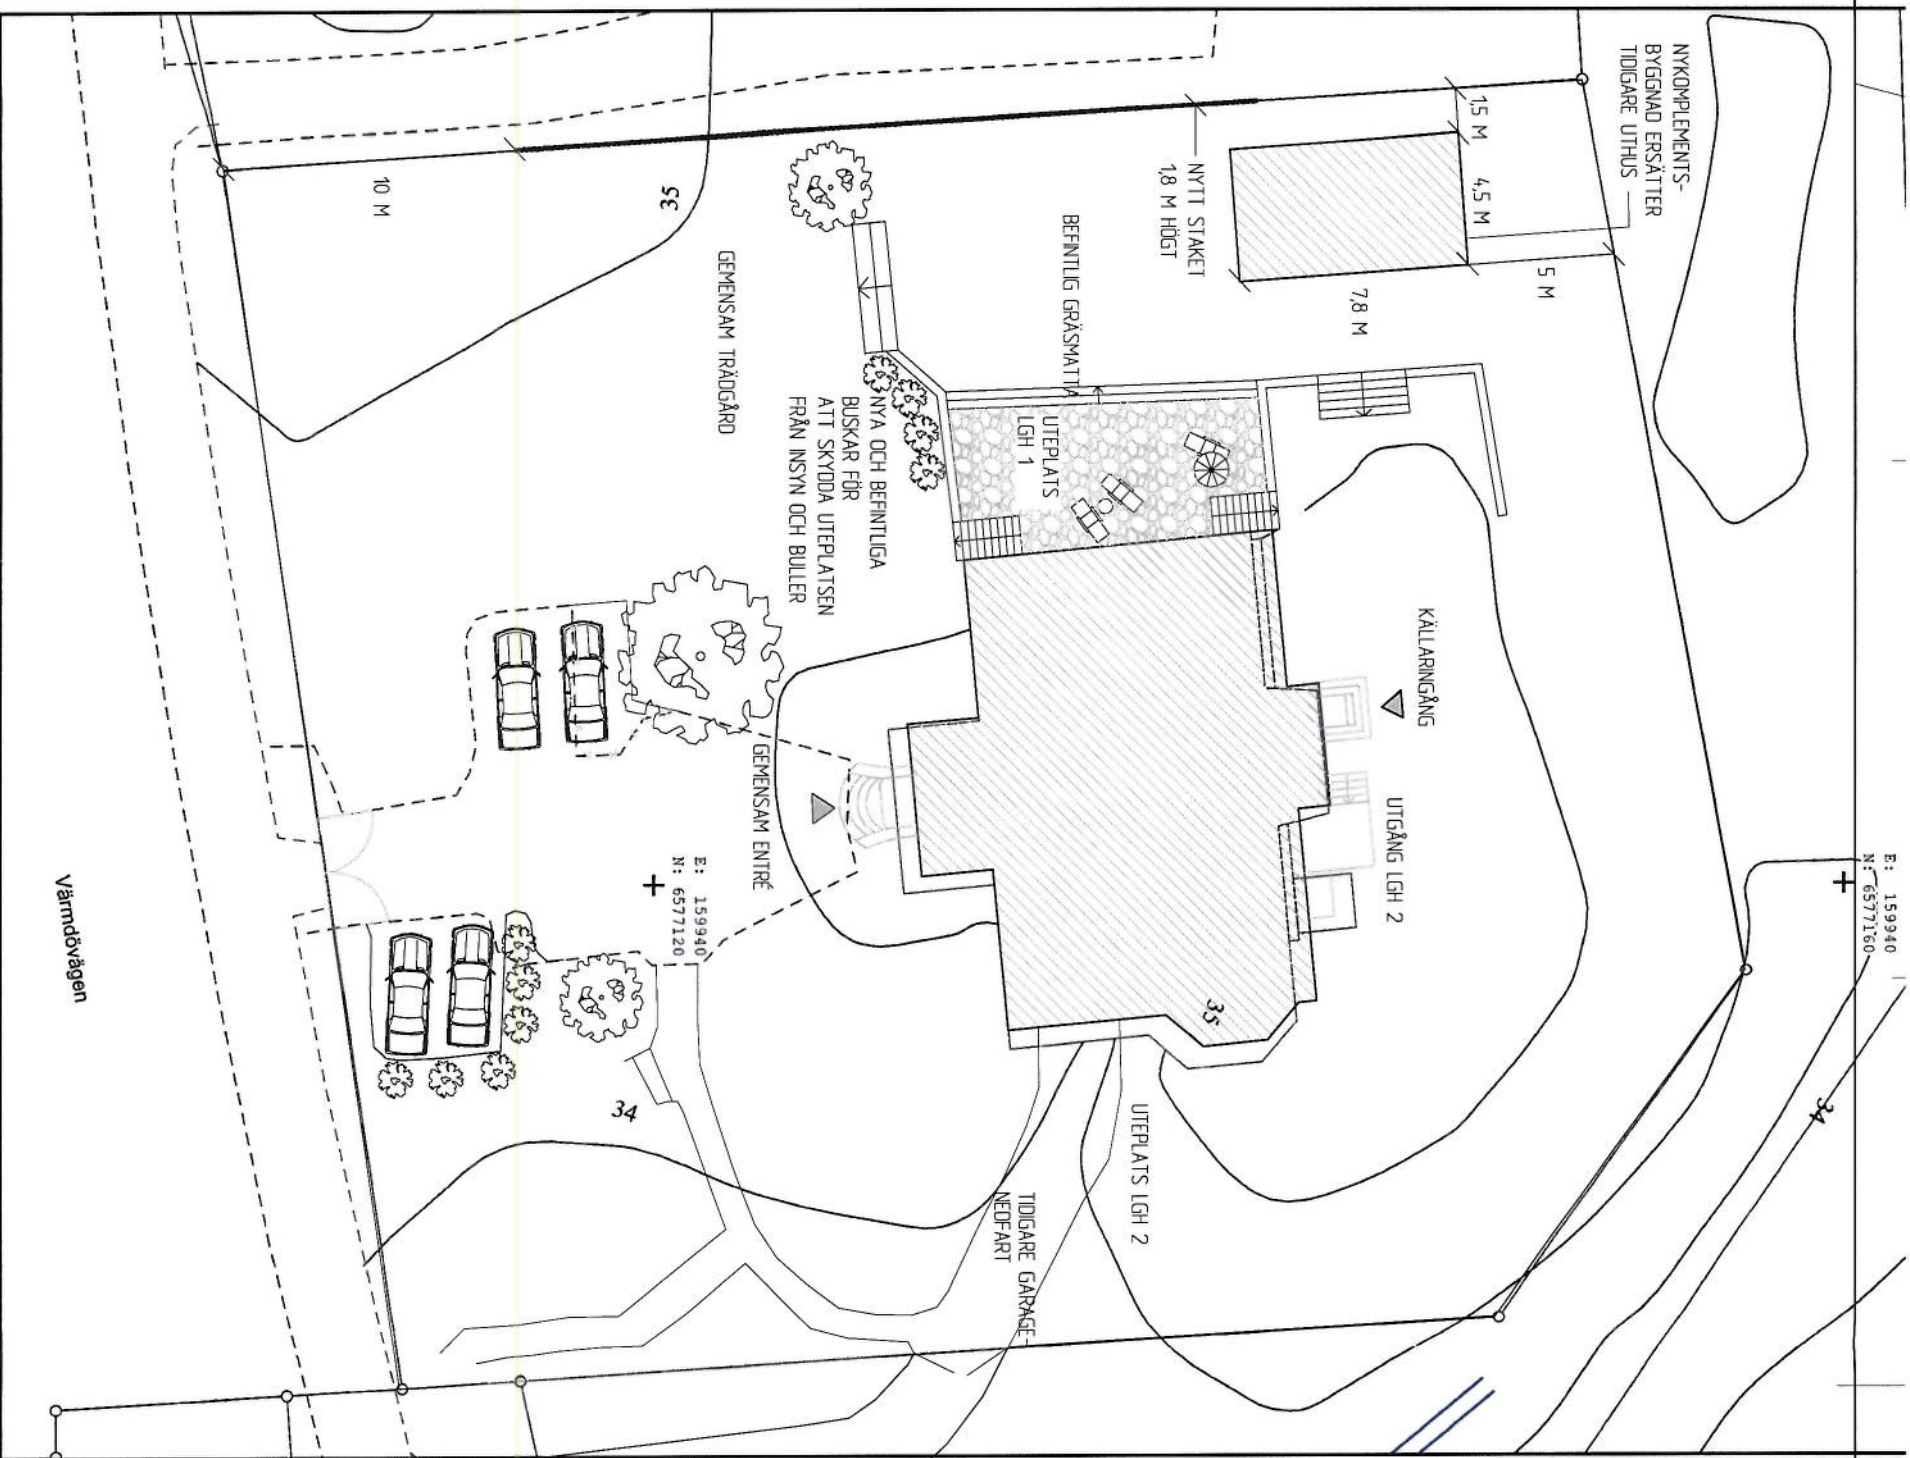 NYKOMPLEMENTS-
BYGGNAD ERSÄTTER
TIDIGARE UTHUS
1,5 M
4,5 M
5 M
7,8 M
NYTT STAKET
1,8 M HÖGT
BEFINTLIG GRÄSMATTA
10 M
35
GEMENSAM TRÄDGÅRD
NYA OCH BEFINTLIGA
BUSKAR FÖR
ATT SKYDDA UTEPLATSEN
FRÅN INSYN OCH BULLER
UTEPLATS
LGH 1
KÄLLARINGÅNG
UTGÅNG LGH 2
GEMENSAM ENTRÉ
E: 159940
N: 6577120
E: 159940
N: 6577160
35
34
34
UTEPLATS LGH 2
TIDIGARE GARAGE-
NEDFART
Värmdövägen